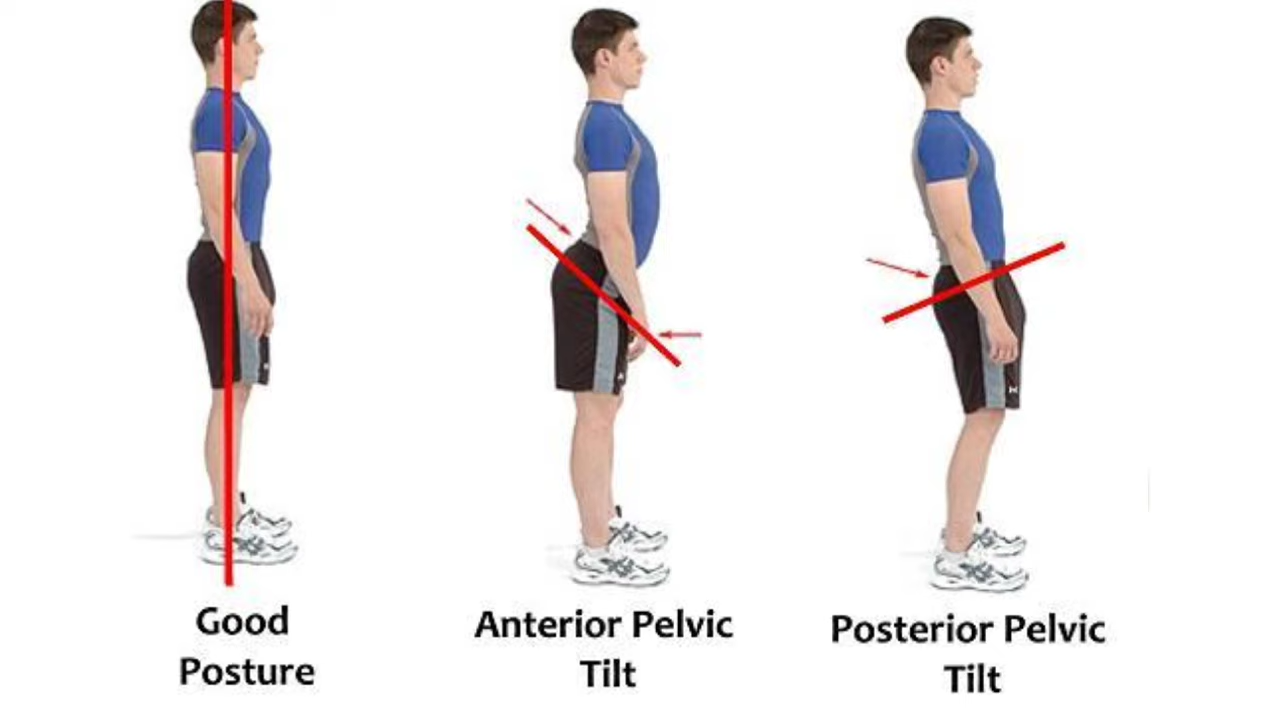 Good
Posture
Anterior Pelvic
Tilt
Posterior Pelvic
Tilt